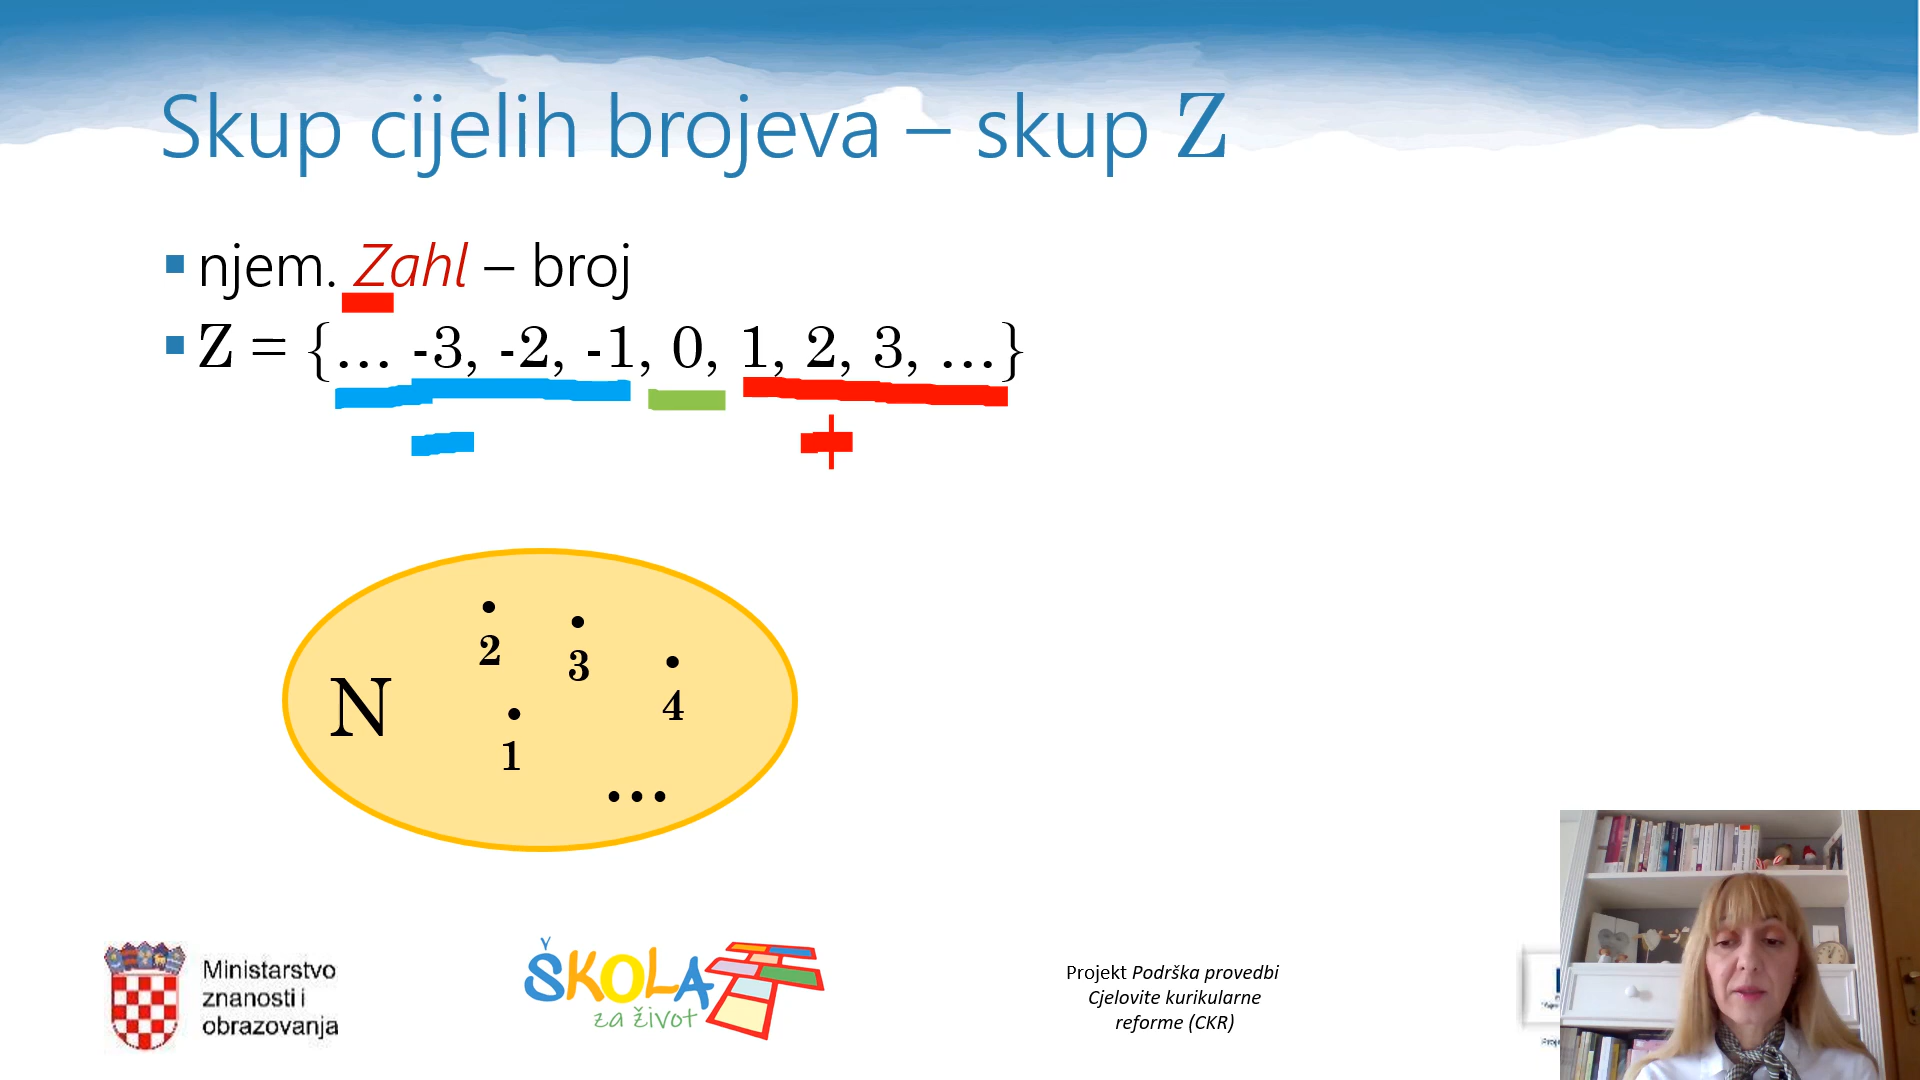 Skup cijelih brojeva – skup Z
njem. Zahl – broj
Z = {... -3, -2, -1, 0, 1, 2, 3, ...}
+
2
3
4
N
1
...
Ministarstvo
znanosti i
obrazovanja
ŠKOLA
za život
Projekt Podrška provedbi
Cjelovite kurikularne
reforme (CKR)